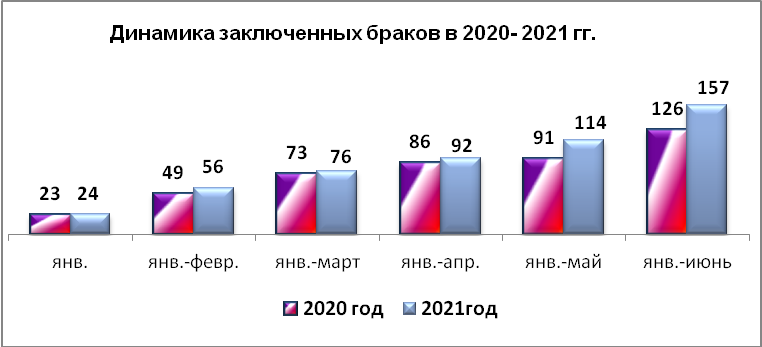 Динамика заключенных браков в 2020- 2021 гг.
23 24 49 56 73 76 86 92 91 114 126 157
янв. янв.-февр. янв.-март янв.-апр. янв.-май янв.-июнь
2020 год 2021год